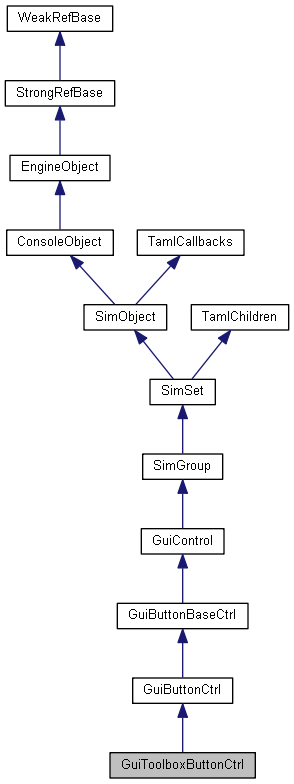 WeakRefBase
StrongRefBase
EngineObject
ConsoleObject
TamlCallbacks
SimObject
TamlChildren
SimSet
SimGroup
GuiControl
GuiButtonBaseCtrl
GuiButtonCtrl
GuiToolboxButtonCtrl